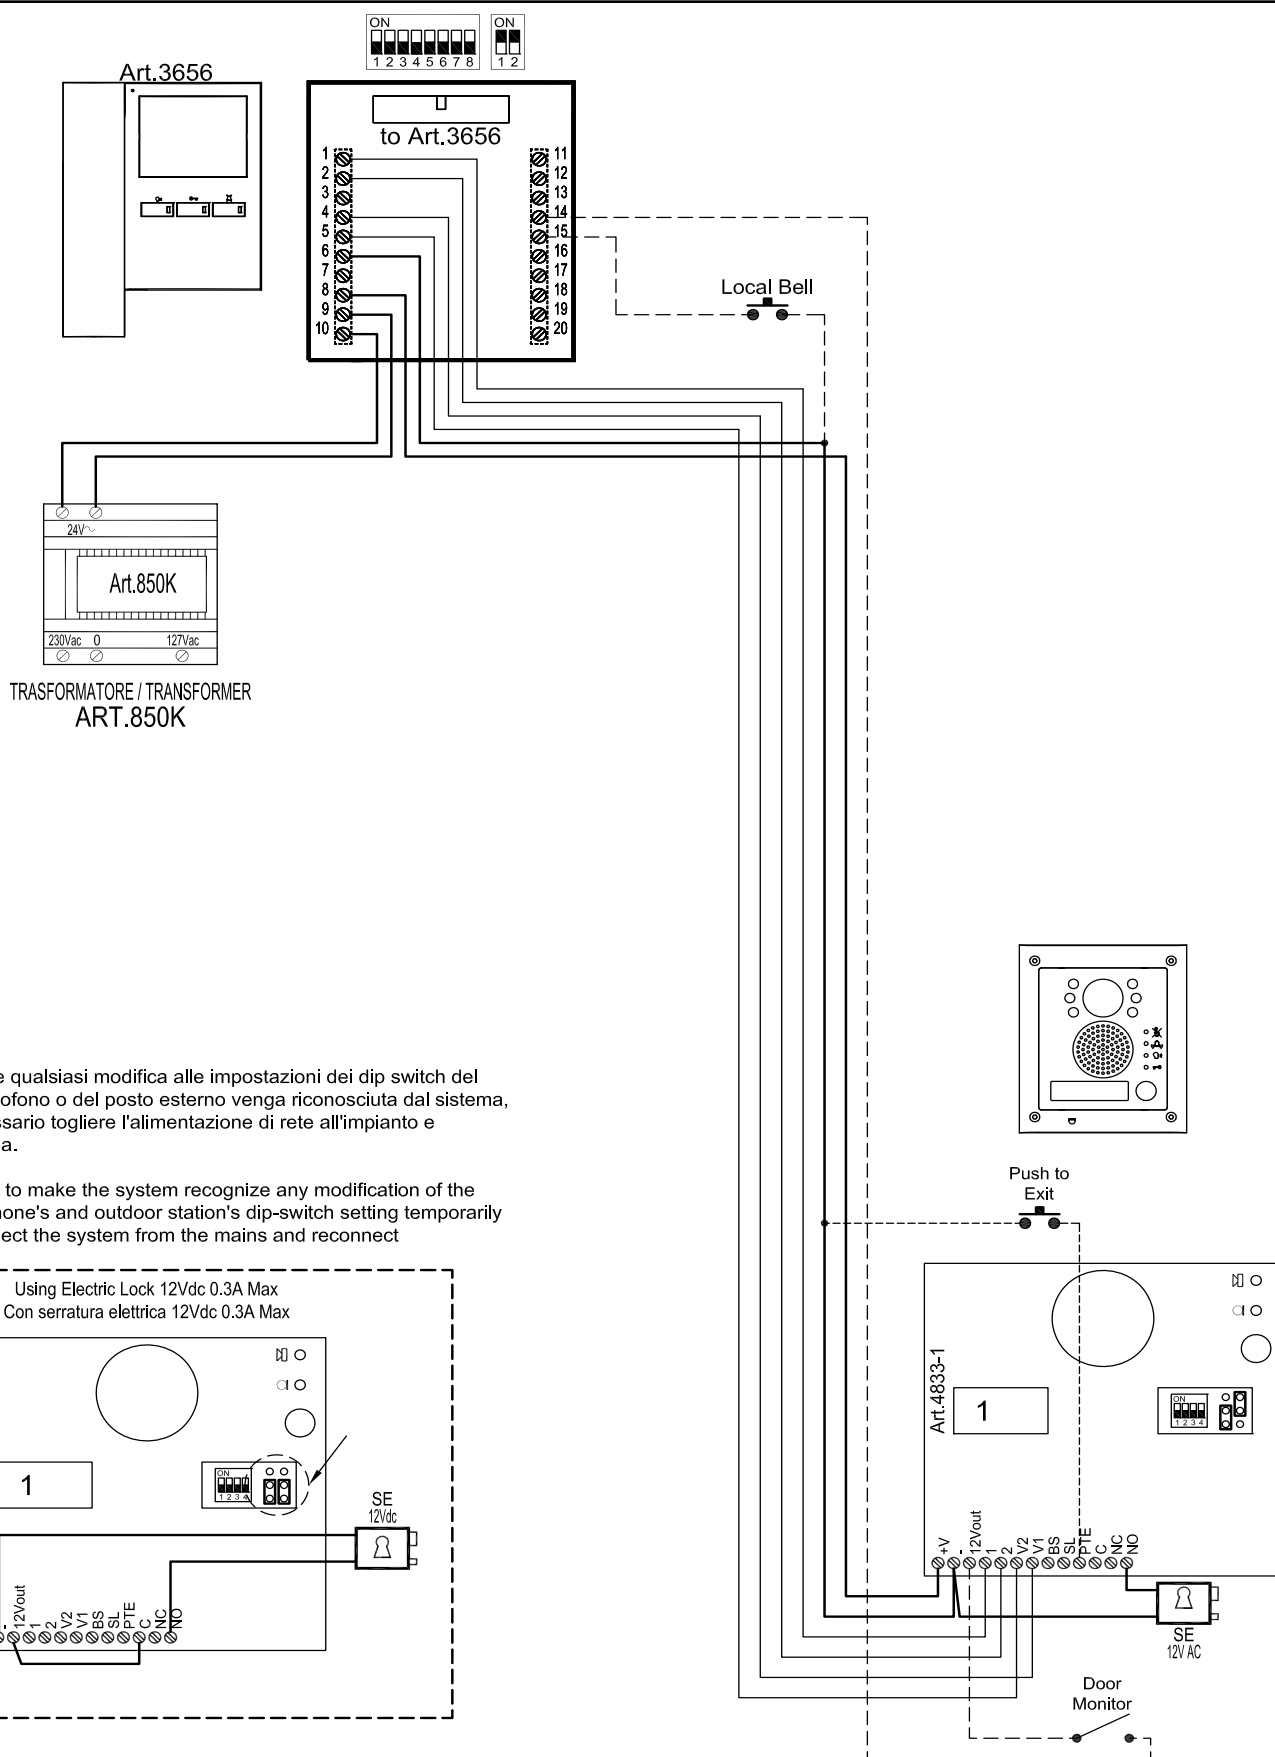 ON
1 2 3 4 5 6 7 8
ON
1 2
Art.3656
to Art.3656
1
2
3
4
5
6
7
8
9
10
11
12
13
14
15
16
17
18
19
20
Local Bell
24V~
Art.850K
230Vac 0 127Vac
TRASFORMATORE / TRANSFORMER
ART.850K
e qualsiasi modifica alle impostazioni dei dip switch del
ofono o del posto esterno venga riconosciuta dal sistema,
ssario togliere l'alimentazione di rete all'impianto e
a.
to make the system recognize any modification of the
one's and outdoor station's dip-switch setting temporarily
ect the system from the mains and reconnect
Using Electric Lock 12Vdc 0.3A Max
Con serratura elettrica 12Vdc 0.3A Max
1
ON
1 2 3 4
SE
12Vdc
-
12Vout
1
2
V2
V1
BS
SL
PTE
C
NC
NO
Push to
Exit
Art.4833-1
1
ON
1 2 3 4
+V
-
12Vout
1
2
V2
V1
BS
SL
PTE
C
NC
NO
SE
12V AC
Door
Monitor